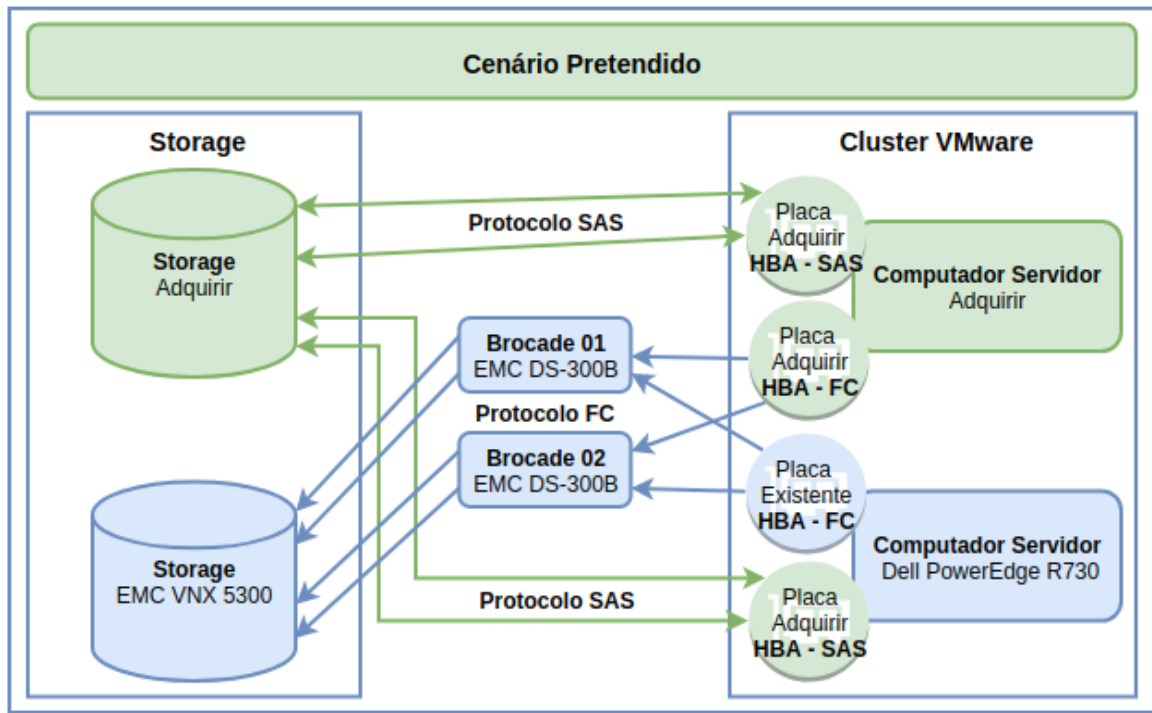 Cenário Pretendido
Storage
Cluster VMware
Storage
Adquirir
Protocolo SAS
Placa
Adquirir
HBA - SAS
Computador Servidor
Adquirir
Brocade 01
EMC DS-300B
Placa
Adquirir
HBA - FC
Protocolo FC
Brocade 02
EMC DS-300B
Placa
Existente
HBA - FC
Storage
EMC VNX 5300
Computador Servidor
Dell PowerEdge R730
Protocolo SAS
Placa
Adquirir
HBA - SAS